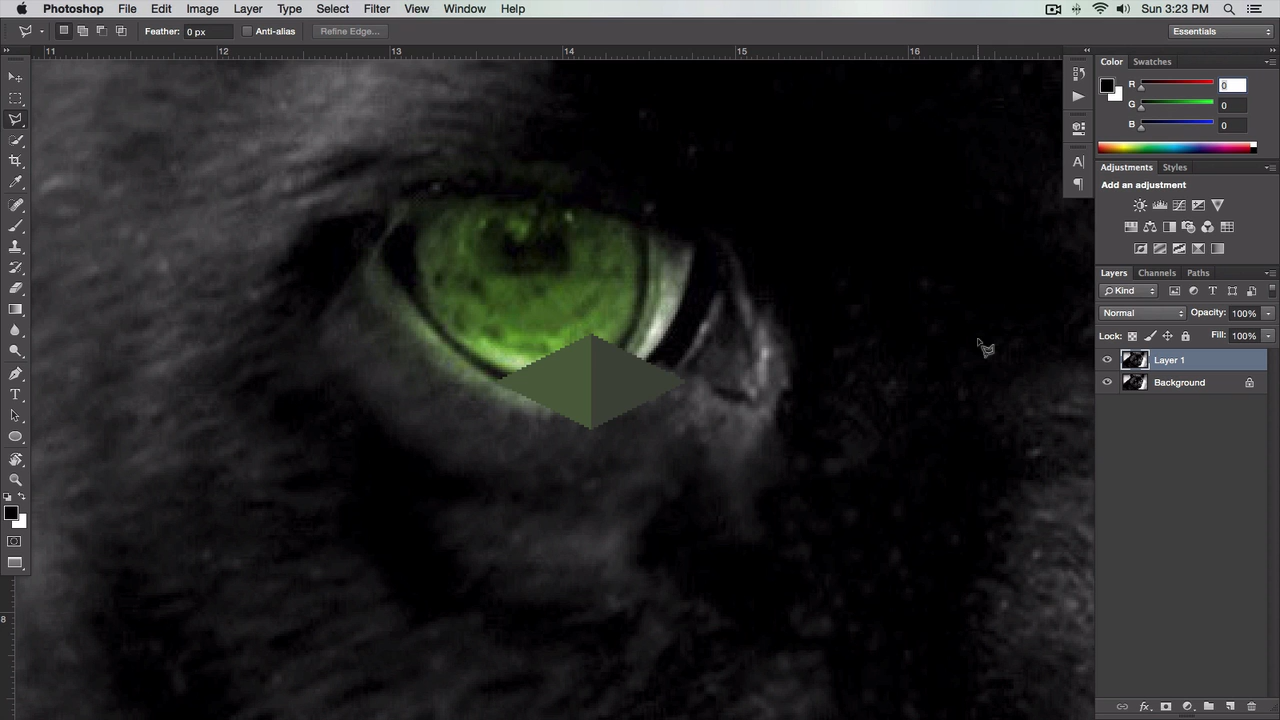 Photoshop File Edit Image Layer Type Select Filter View Window Help Sun 3:23 PM
Feather: 0 px Anti-alias Refine Edge... Essentials
11 12 13 14 15 16
Color Swatches
R 0
G 0
B 0
Adjustments Styles
Add an adjustment
Layers Channels Paths
Kind
Normal Opacity: 100%
Lock: Fill: 100%
Layer 1
Background
8